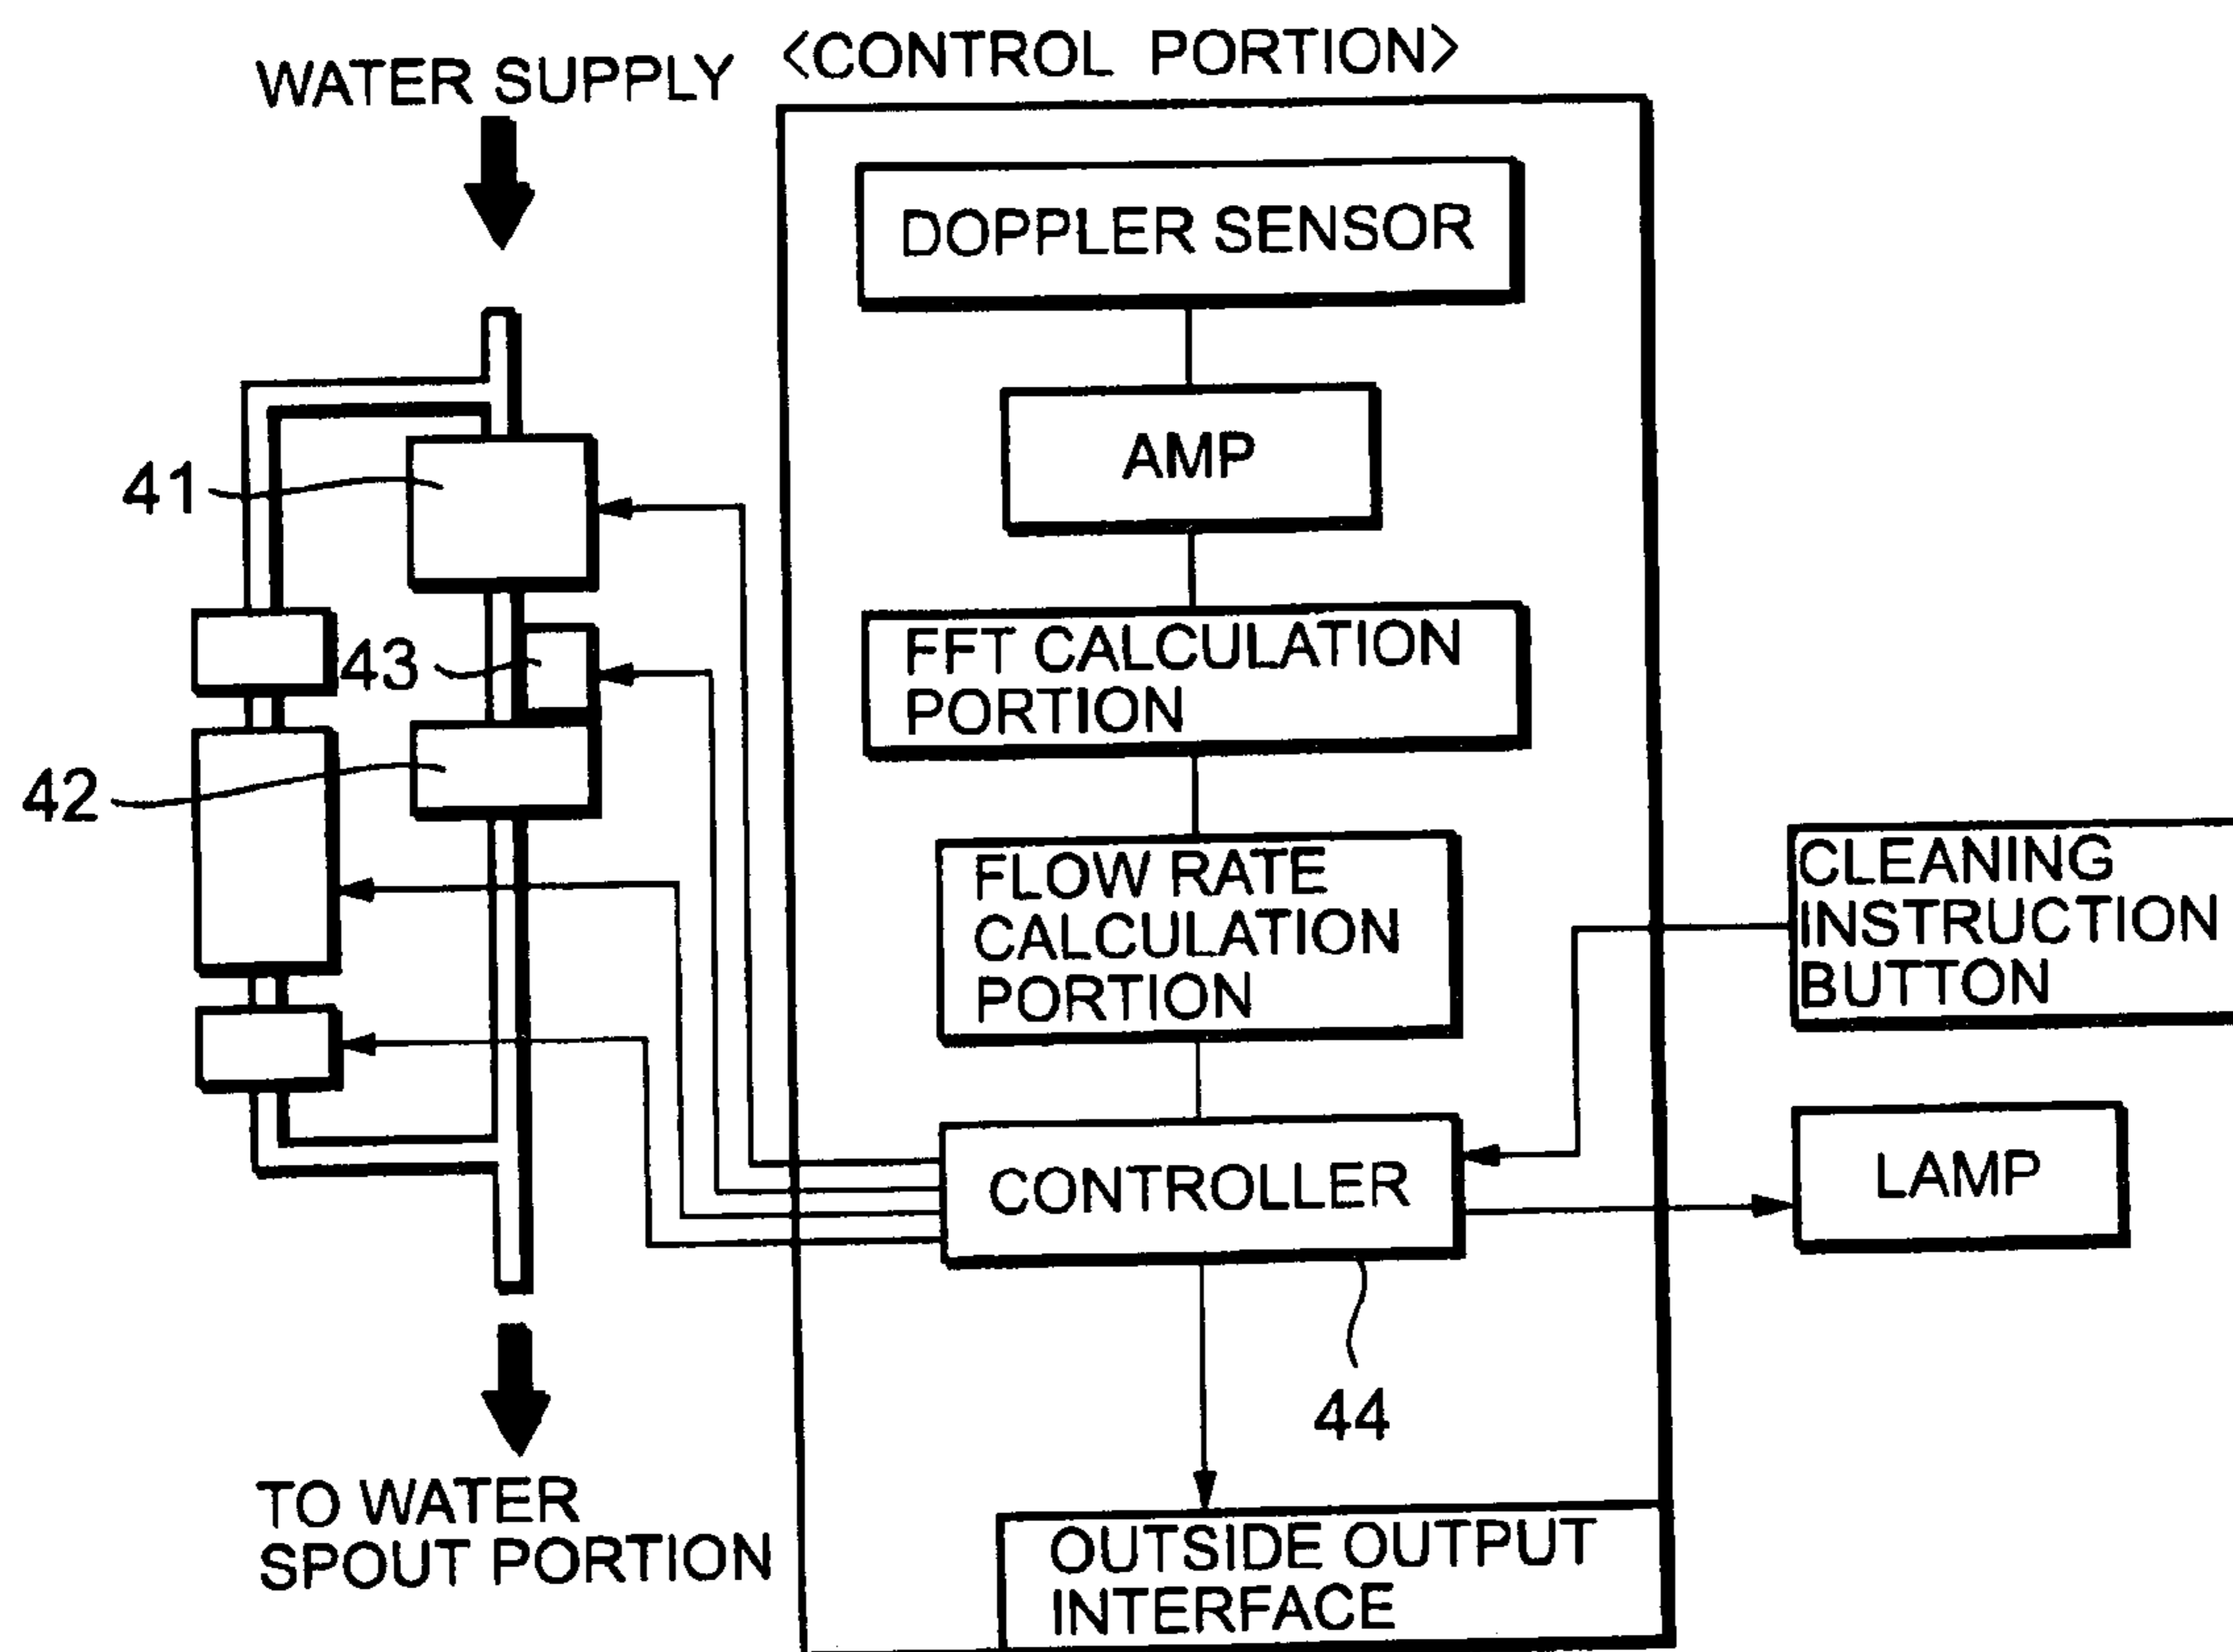 WATER SUPPLY
<CONTROL PORTION>
DOPPLER SENSOR
AMP
41
FFT CALCULATION
PORTION
43
42
FLOW RATE
CALCULATION
PORTION
CLEANING
INSTRUCTION
BUTTON
CONTROLLER
LAMP
44
TO WATER
SPOUT PORTION
OUTSIDE OUTPUT
INTERFACE